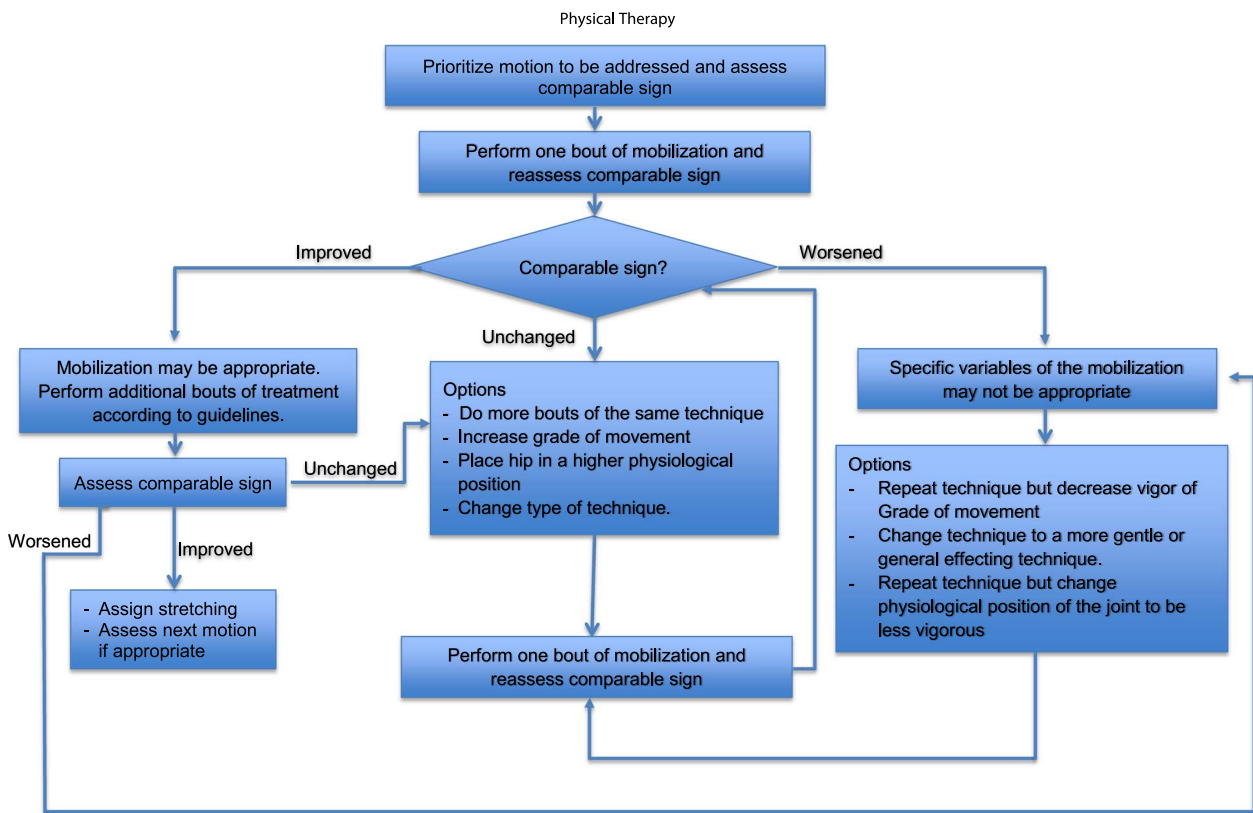 Physical Therapy
Prioritize motion to be addressed and assess
comparable sign
Perform one bout of mobilization and
reassess comparable sign
Improved
Comparable sign?
Worsened
Unchanged
Mobilization may be appropriate.
Perform additional bouts of treatment
according to guidelines.
Options
- Do more bouts of the same technique
- Increase grade of movement
- Place hip in a higher physiological
position
- Change type of technique.
Specific variables of the mobilization
may not be appropriate
Unchanged
Assess comparable sign
Options
- Repeat technique but decrease vigor of
Grade of movement
- Change technique to a more gentle or
general effecting technique.
- Repeat technique but change
physiological position of the joint to be
less vigorous
Worsened
Improved
- Assign stretching
- Assess next motion
if appropriate
Perform one bout of mobilization and
reassess comparable sign